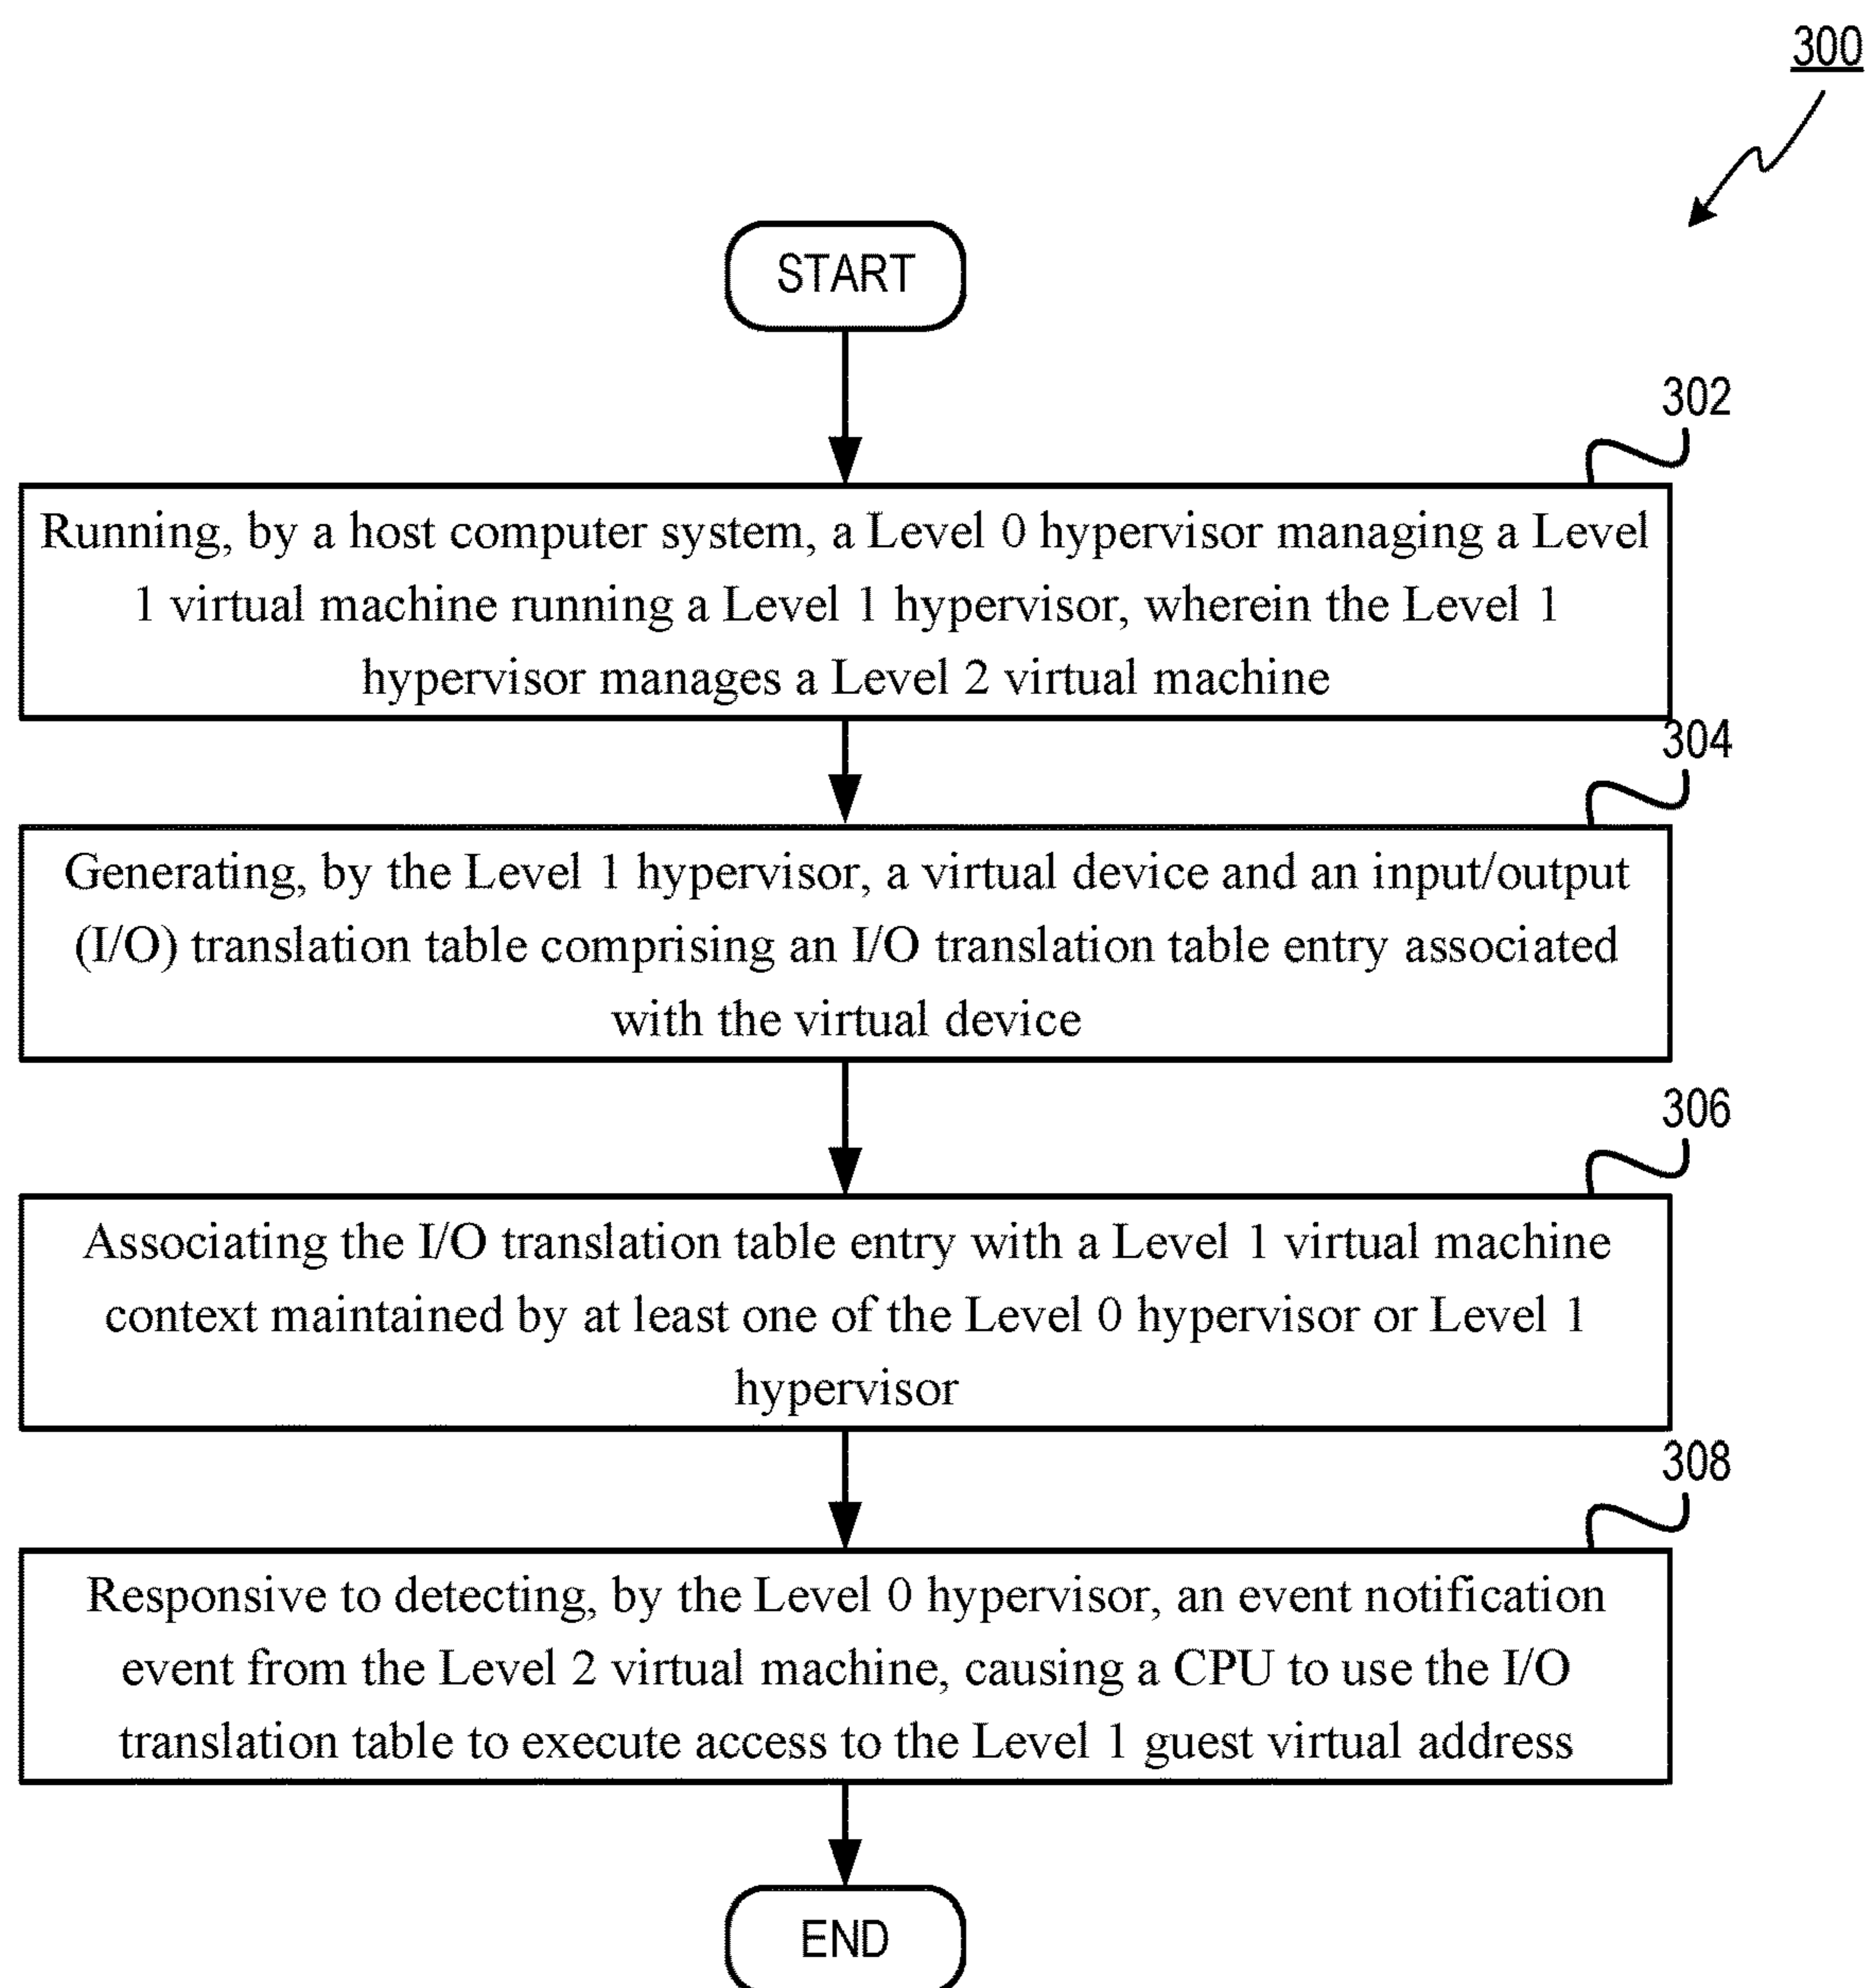 300
START
302
Running, by a host computer system, a Level 0 hypervisor managing a Level
1 virtual machine running a Level 1 hypervisor, wherein the Level 1
hypervisor manages a Level 2 virtual machine
304
Generating, by the Level 1 hypervisor, a virtual device and an input/output
(I/O) translation table comprising an I/O translation table entry associated
with the virtual device
306
Associating the I/O translation table entry with a Level 1 virtual machine
context maintained by at least one of the Level 0 hypervisor or Level 1
hypervisor
308
Responsive to detecting, by the Level 0 hypervisor, an event notification
event from the Level 2 virtual machine, causing a CPU to use the I/O
translation table to execute access to the Level 1 guest virtual address
END